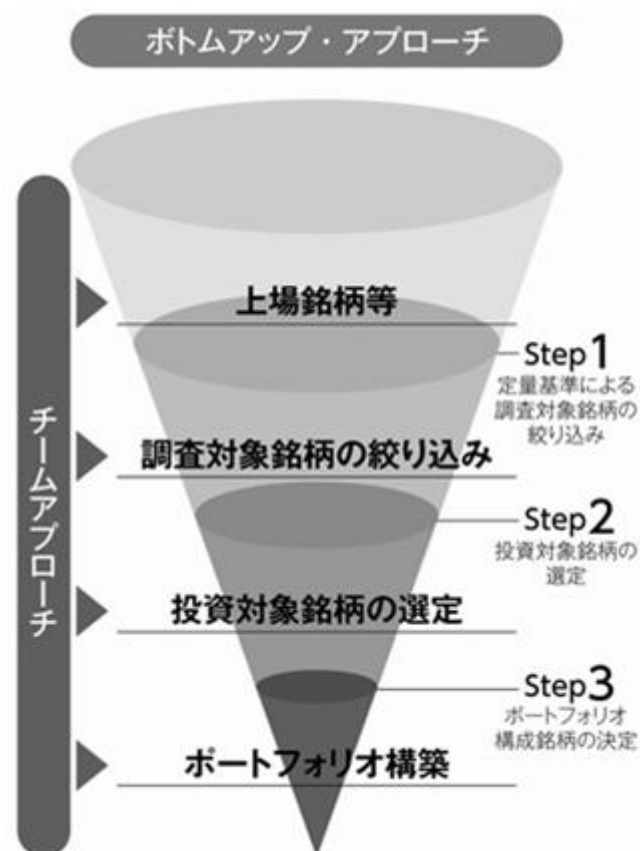 ボトムアップ・アプローチ
チームアプローチ
上場銘柄等
Step1
定量基準による
調査対象銘柄の
絞り込み
調査対象銘柄の絞り込み
Step2
投資対象銘柄の
選定
投資対象銘柄の選定
Step3
ポートフォリオ
構成銘柄の決定
ポートフォリオ構築